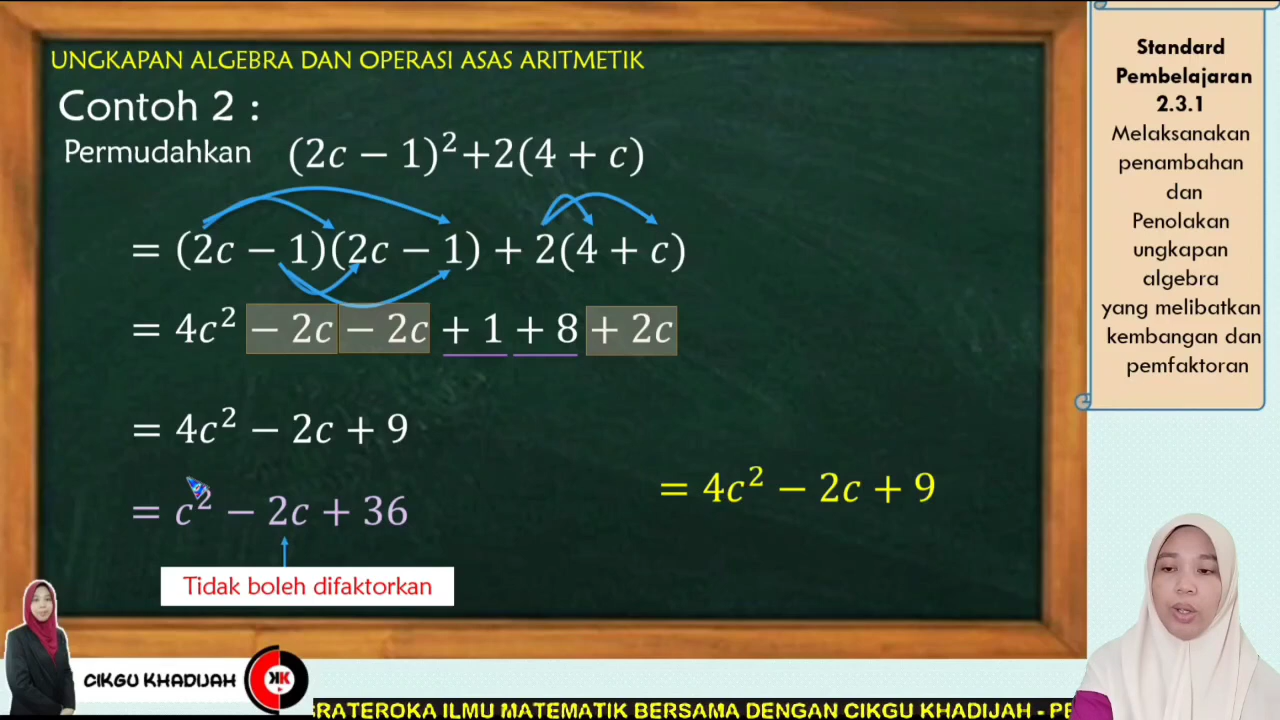 UNGKAPAN ALGEBRA DAN OPERASI ASAS ARITMETIK
Contoh 2 :
Permudahkan (2c − 1)²+2(4 + c)
= (2c − 1)(2c − 1) + 2(4 + c)
= 4c² − 2c − 2c + 1 + 8 + 2c
= 4c² − 2c + 9
= c² − 2c + 36
Tidak boleh difaktorkan
= 4c² − 2c + 9
Standard
Pembelajaran
2.3.1
Melaksanakan
penambahan
dan
Penolakan
ungkapan
algebra
yang melibatkan
kembangan dan
pemfaktoran
CIKGU KHADIJAH
KK
RATEROKA ILMU MATEMATIK BERSAMA DENGAN CIKGU KHADIJAH - PE